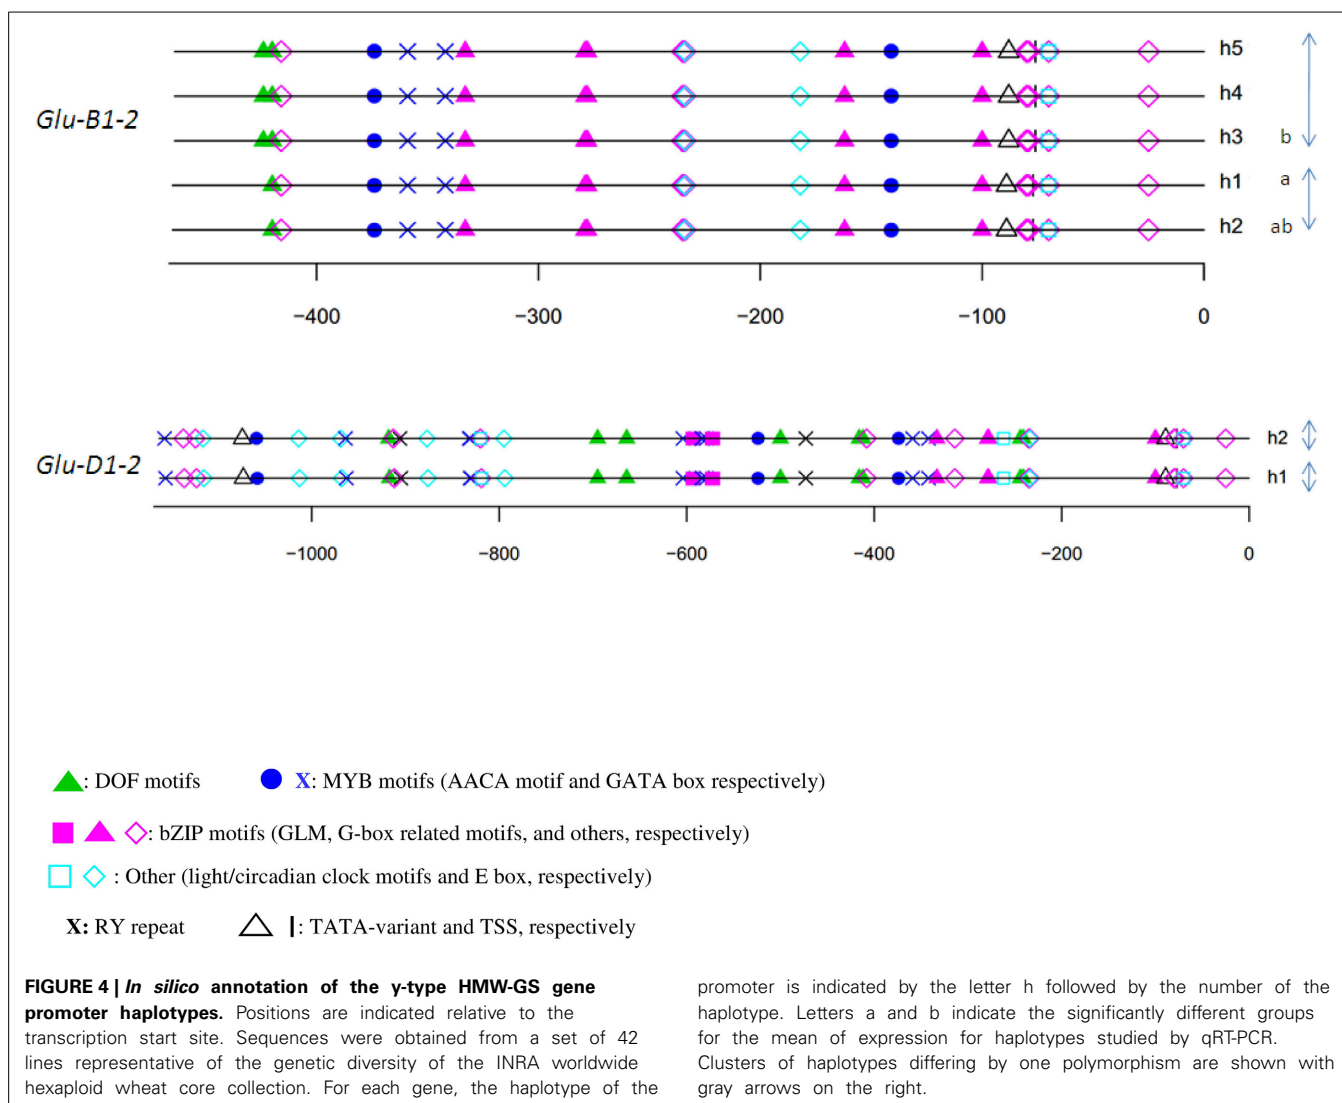 Glu-B1-2
h5
h4
h3 b
h1 a
h2 ab
−400 −300 −200 −100 0
Glu-D1-2
h2
h1
−1000 −800 −600 −400 −200 0
: DOF motifs X: MYB motifs (AACA motif and GATA box respectively)
: bZIP motifs (GLM, G-box related motifs, and others, respectively)
: Other (light/circadian clock motifs and E box, respectively)
X: RY repeat : TATA-variant and TSS, respectively
FIGURE 4 | In silico annotation of the y-type HMW-GS gene
promoter haplotypes. Positions are indicated relative to the
transcription start site. Sequences were obtained from a set of 42
lines representative of the genetic diversity of the INRA worldwide
hexaploid wheat core collection. For each gene, the haplotype of the
promoter is indicated by the letter h followed by the number of the
haplotype. Letters a and b indicate the significantly different groups
for the mean of expression for haplotypes studied by qRT-PCR.
Clusters of haplotypes differing by one polymorphism are shown with
gray arrows on the right.